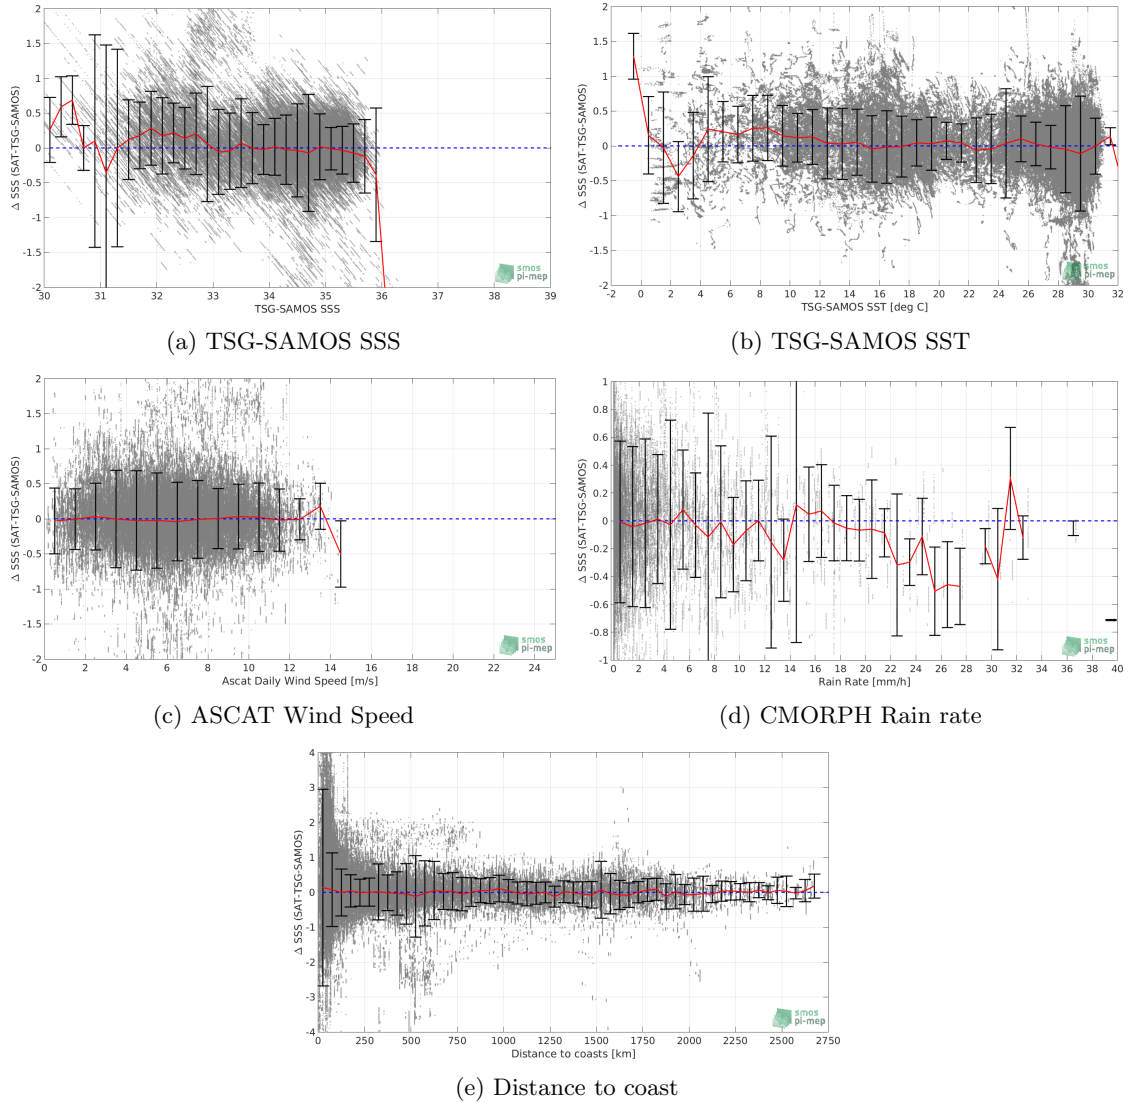 2
1.5
1
0.5
0
-0.5
-1
-1.5
-2
Δ SSS (SAT-TSG-SAMOS)
30 31 32 33 34 35 36 37 38 39
TSG-SAMOS SSS
smos
pi-mep
(a) TSG-SAMOS SSS
2
1.5
1
0.5
0
-0.5
-1
-1.5
-2
Δ SSS (SAT-TSG-SAMOS)
-2 0 2 4 6 8 10 12 14 16 18 20 22 24 26 28 30 32
TSG-SAMOS SST [deg C]
smos
pi-mep
(b) TSG-SAMOS SST
2
1.5
1
0.5
0
-0.5
-1
-1.5
-2
Δ SSS (SAT-TSG-SAMOS)
0 2 4 6 8 10 12 14 16 18 20 22 24
Ascat Daily Wind Speed [m/s]
smos
pi-mep
(c) ASCAT Wind Speed
1
0.8
0.6
0.4
0.2
0
-0.2
-0.4
-0.6
-0.8
-1
Δ SSS (SAT-TSG-SAMOS)
0 2 4 6 8 10 12 14 16 18 20 22 24 26 28 30 32 34 36 38 40
Rain Rate [mm/h]
smos
pi-mep
(d) CMORPH Rain rate
4
3
2
1
0
-1
-2
-3
-4
Δ SSS (SAT-TSG-SAMOS)
0 250 500 750 1000 1250 1500 1750 2000 2250 2500 2750
Distance to coasts [km]
smos
pi-mep
(e) Distance to coast